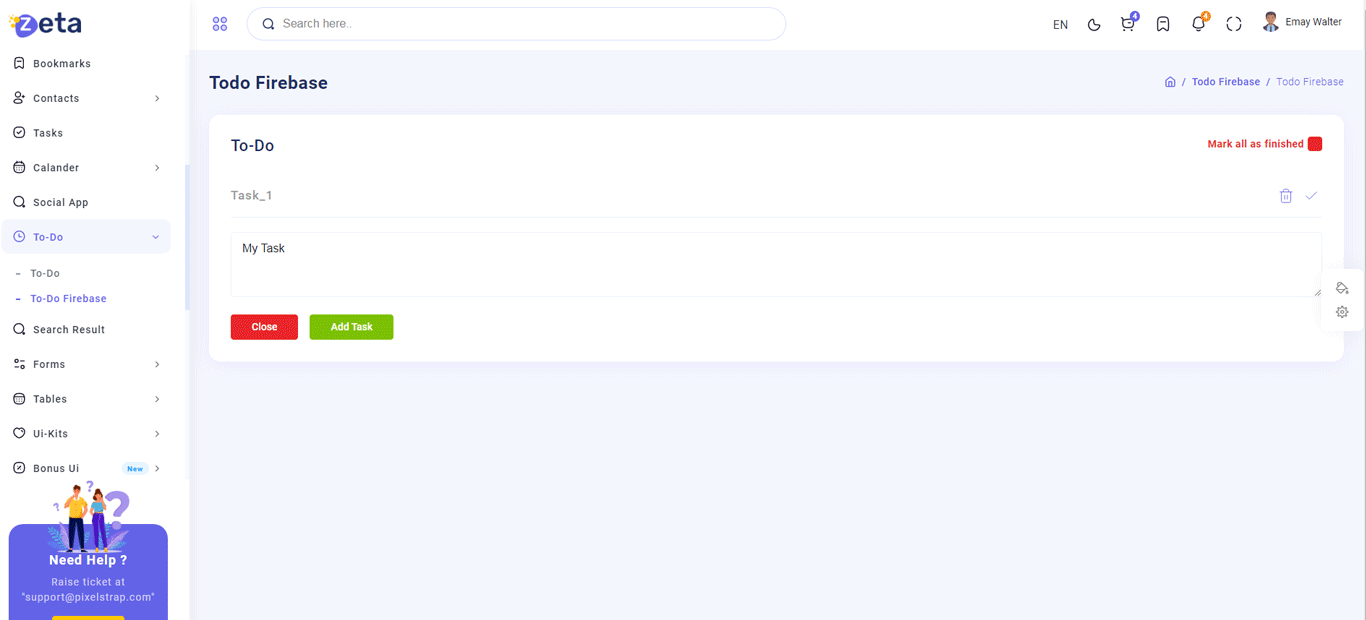 zeta
Search here..
EN
4
4
Emay Walter
Bookmarks
Contacts
Tasks
Calander
Social App
To-Do
- To-Do
- To-Do Firebase
Search Result
Forms
Tables
Ui-Kits
Bonus Ui New
? ? ?
Need Help ?
Raise ticket at
"support@pixelstrap.com"
Todo Firebase
/ Todo Firebase / Todo Firebase
To-Do
Mark all as finished
Task_1
My Task
Close
Add Task